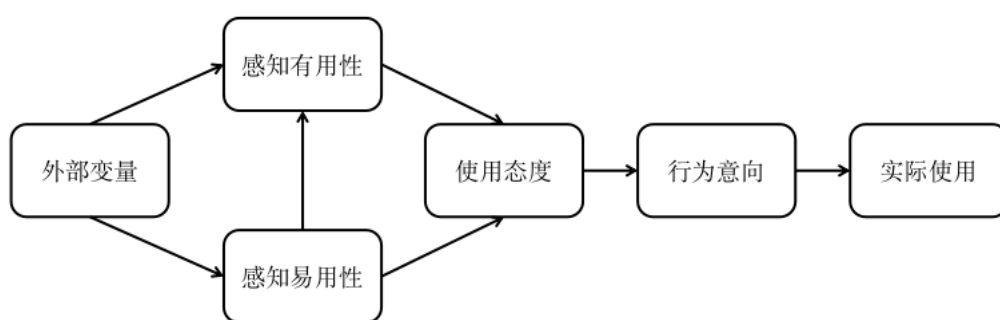 感知有用性
外部变量
使用态度
行为意向
实际使用
感知易用性